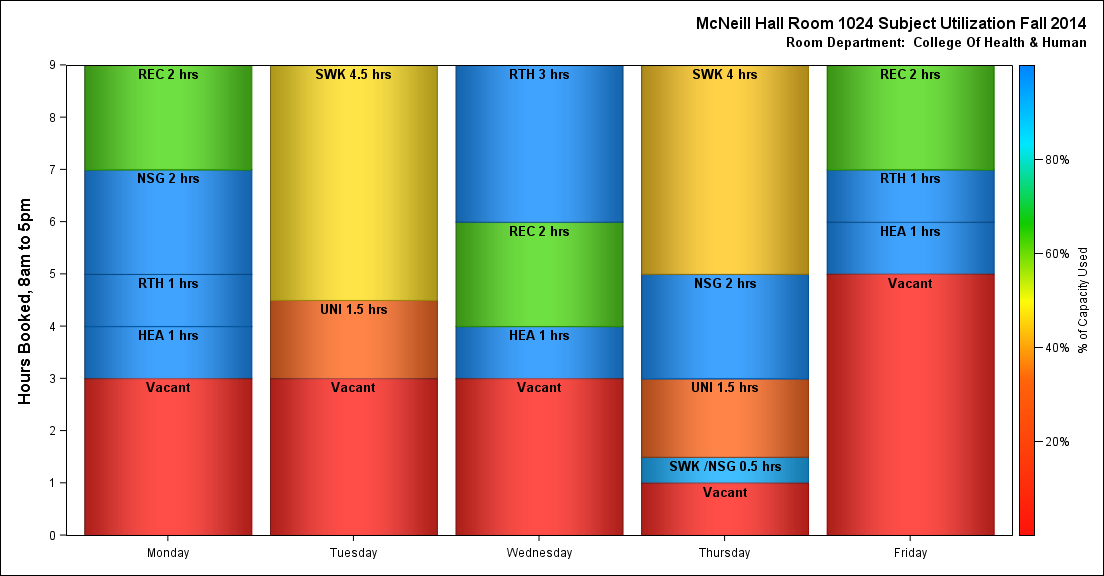 McNeill Hall Room 1024 Subject Utilization Fall 2014
Room Department: College Of Health & Human
Hours Booked, 8am to 5pm
9
8
7
6
5
4
3
2
1
0
REC 2 hrs
NSG 2 hrs
RTH 1 hrs
HEA 1 hrs
Vacant
Monday
SWK 4.5 hrs
UNI 1.5 hrs
Vacant
Tuesday
RTH 3 hrs
REC 2 hrs
HEA 1 hrs
Vacant
Wednesday
SWK 4 hrs
NSG 2 hrs
UNI 1.5 hrs
SWK /NSG 0.5 hrs
Vacant
Thursday
REC 2 hrs
RTH 1 hrs
HEA 1 hrs
Vacant
Friday
80%
60%
40%
20%
% of Capacity Used